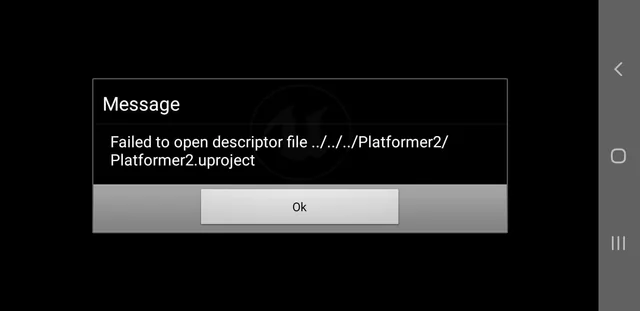 Message
Failed to open descriptor file ../../../Platformer2/
Platformer2.uproject
Ok